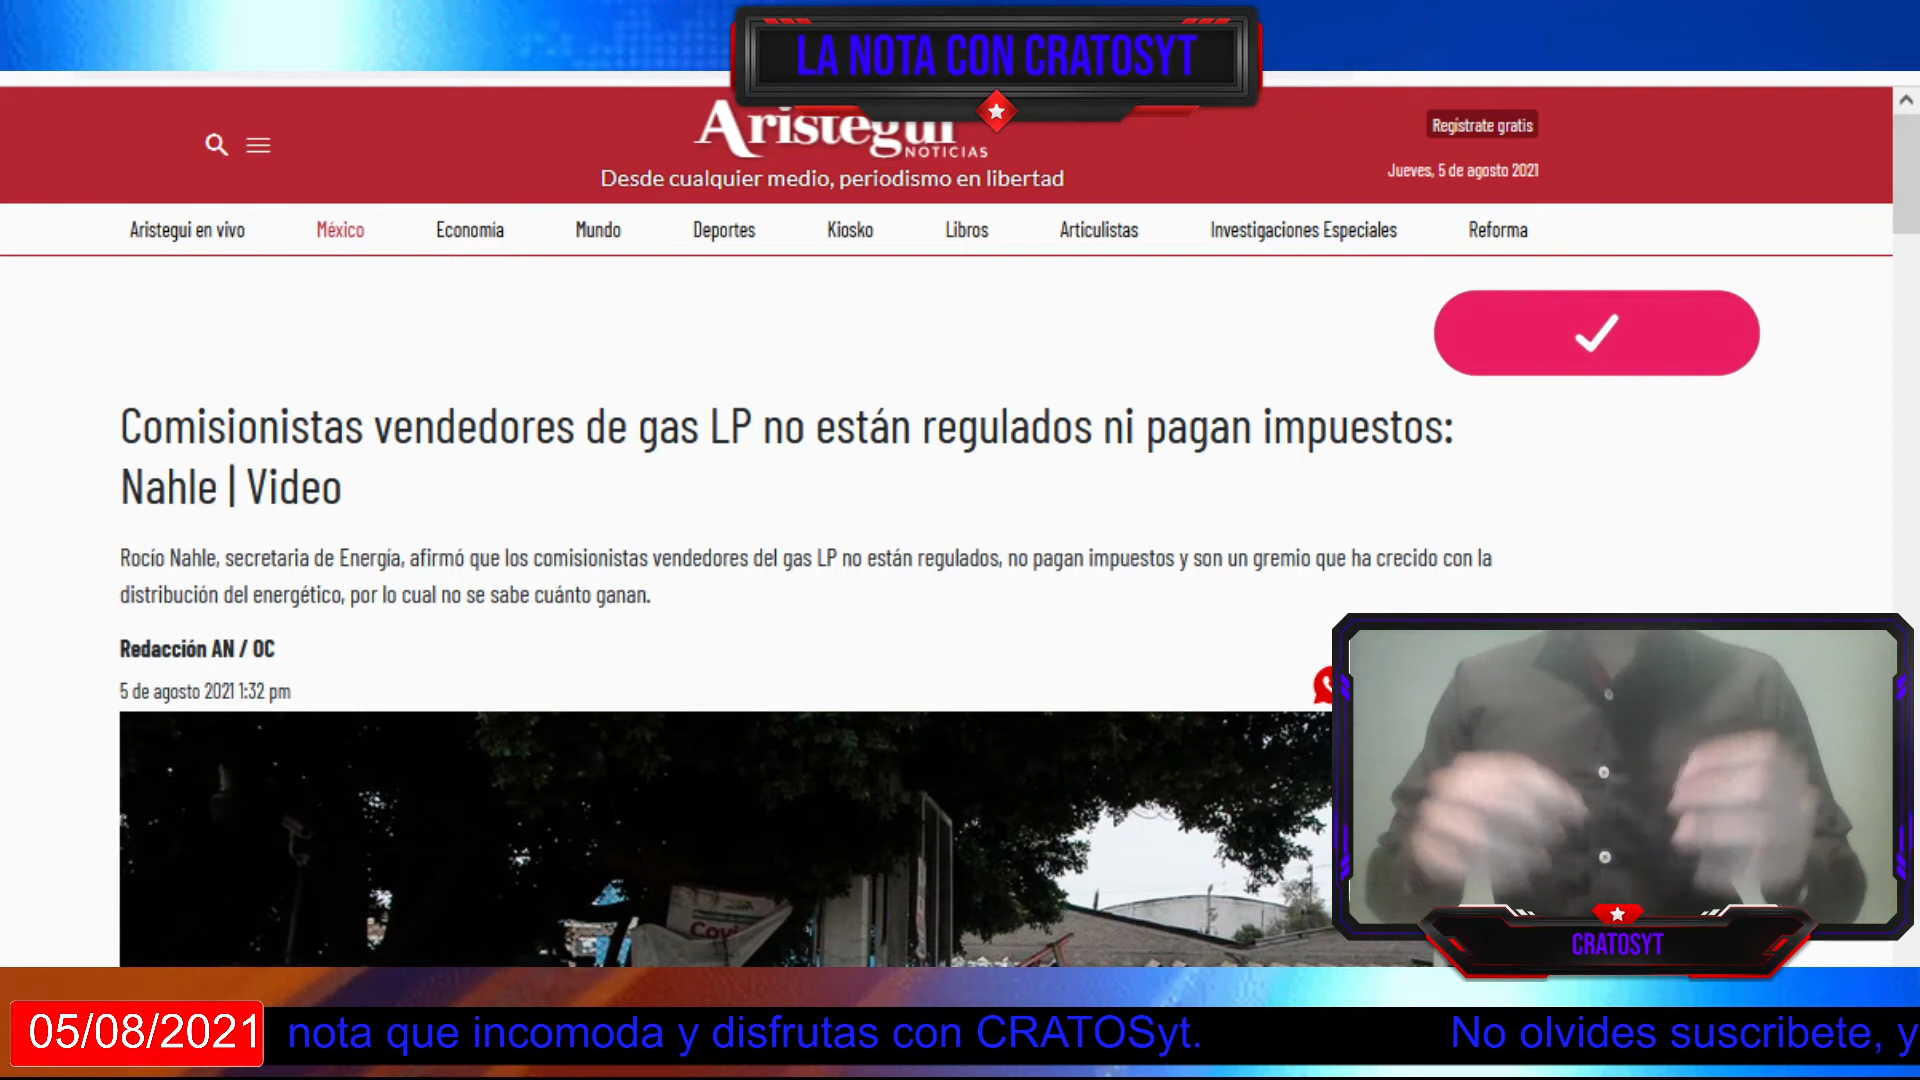 LA NOTA CON CRATOSYT
Aristegui
NOTICIAS
Desde cualquier medio, periodismo en libertad
Regístrate gratis
Jueves, 5 de agosto 2021
Aristegui en vivo México Economía Mundo Deportes Kiosko Libros Articulistas Investigaciones Especiales Reforma
Comisionistas vendedores de gas LP no están regulados ni pagan impuestos:
Nahle | Video
Rocío Nahle, secretaria de Energía, afirmó que los comisionistas vendedores del gas LP no están regulados, no pagan impuestos y son un gremio que ha crecido con la
distribución del energético, por lo cual no se sabe cuánto ganan.
Redacción AN / OC
5 de agosto 2021 1:32 pm
Covi
CRATOSYT
05/08/2021 nota que incomoda y disfrutas con CRATOSyt. No olvides suscribete, y